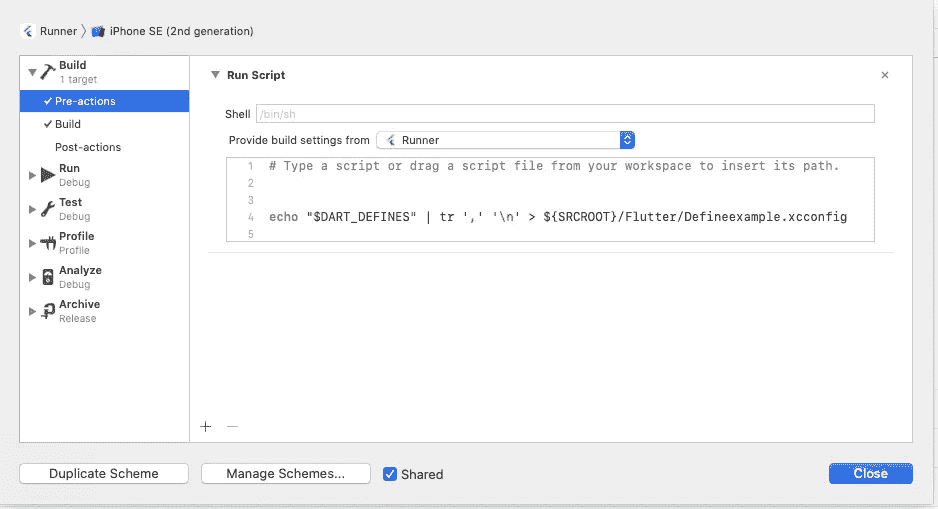 Runner 〉 iPhone SE (2nd generation)
Build
1 target
Pre-actions
Build
Post-actions
Run
Debug
Test
Debug
Profile
Profile
Analyze
Debug
Archive
Release
Run Script
Shell /bin/sh
Provide build settings from Runner
1 # Type a script or drag a script file from your workspace to insert its path.
2
3
4 echo "$DART_DEFINES" | tr ',' '\n' > ${SRCROOT}/Flutter/Defineexample.xcconfig
5
Duplicate Scheme Manage Schemes... Shared Close